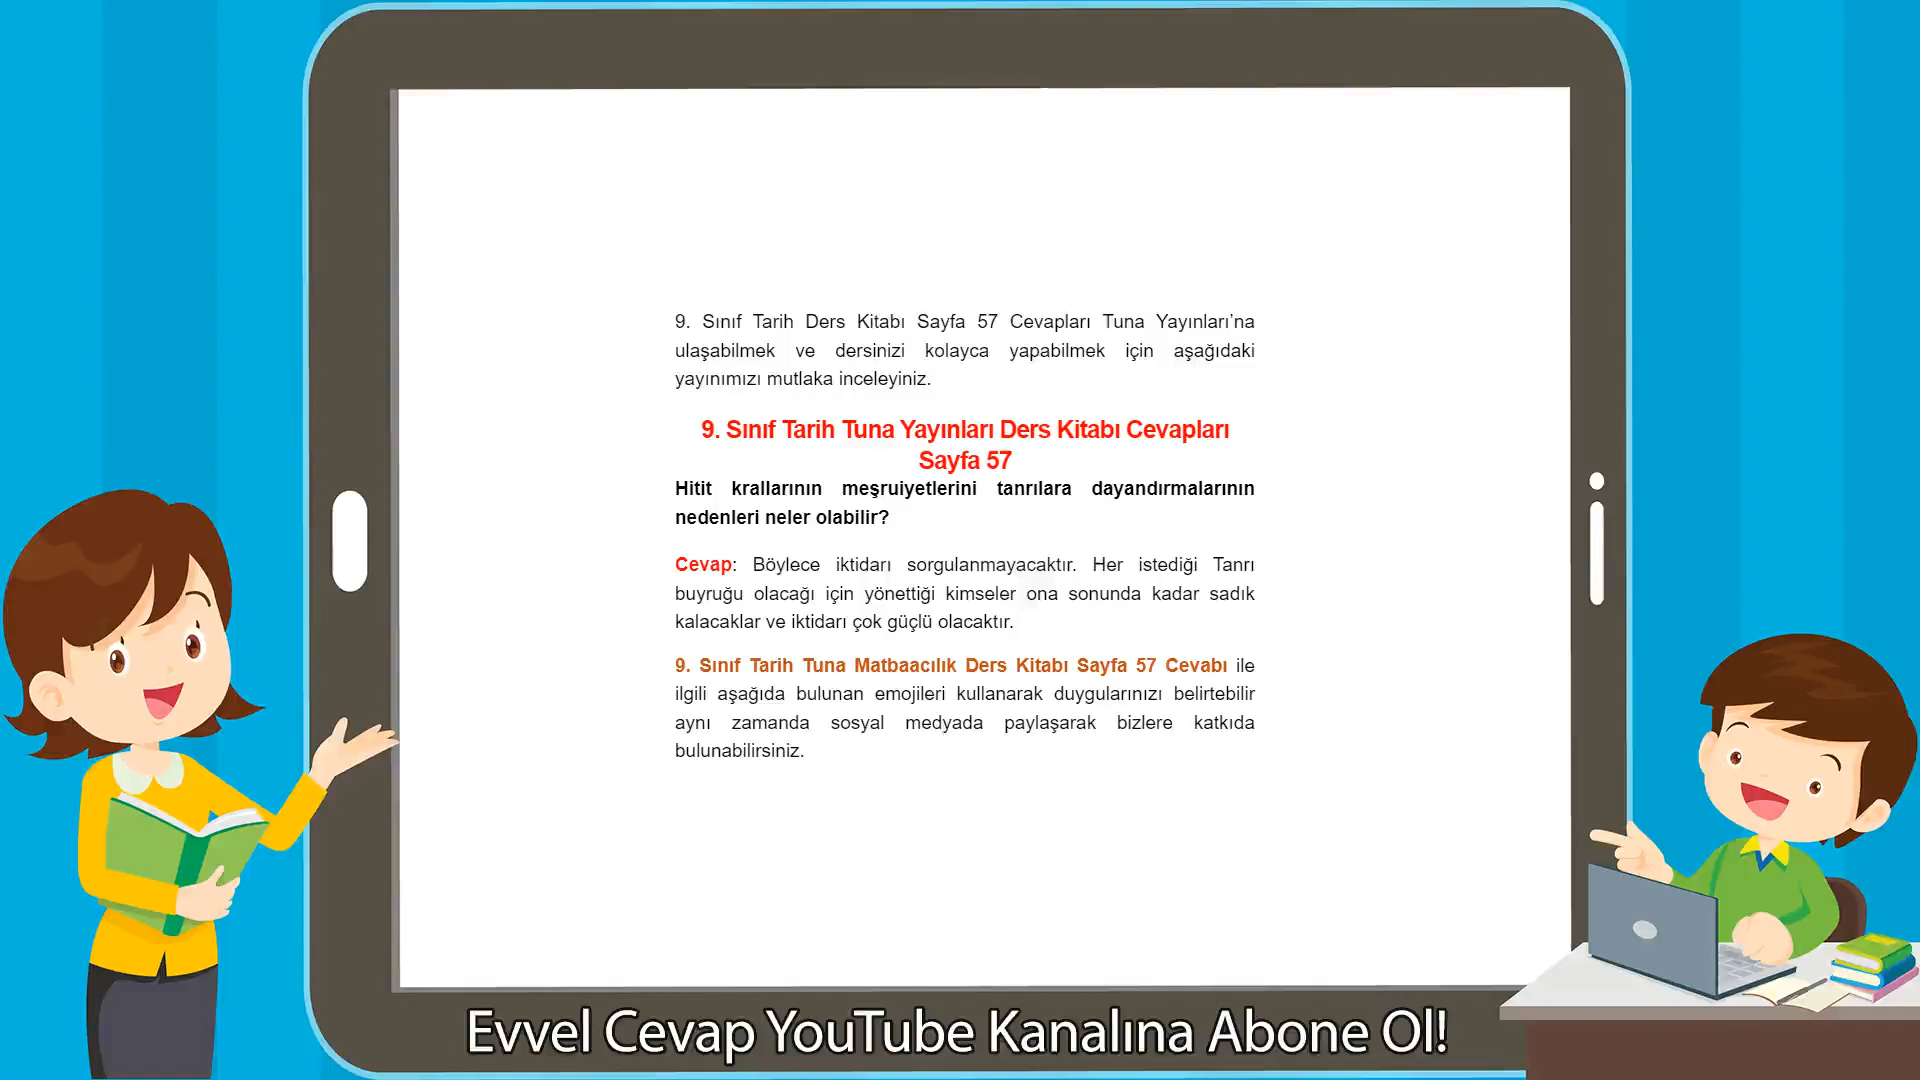 9. Sınıf Tarih Ders Kitabı Sayfa 57 Cevapları Tuna Yayınları’na
ulaşabilmek ve dersinizi kolayca yapabilmek için aşağıdaki
yayınımızı mutlaka inceleyiniz.
9. Sınıf Tarih Tuna Yayınları Ders Kitabı Cevapları
Sayfa 57
Hitit krallarının meşruiyetlerini tanrılara dayandırmalarının
nedenleri neler olabilir?
Cevap: Böylece iktidarı sorgulanmayacaktır. Her istediği Tanrı
buyruğu olacağı için yönettiği kimseler ona sonunda kadar sadık
kalacaklar ve iktidarı çok güçlü olacaktır.
9. Sınıf Tarih Tuna Matbaacılık Ders Kitabı Sayfa 57 Cevabı ile
ilgili aşağıda bulunan emojileri kullanarak duygularınızı belirtebilir
aynı zamanda sosyal medyada paylaşarak bizlere katkıda
bulunabilirsiniz.
Evvel Cevap YouTube Kanalına Abone Ol!